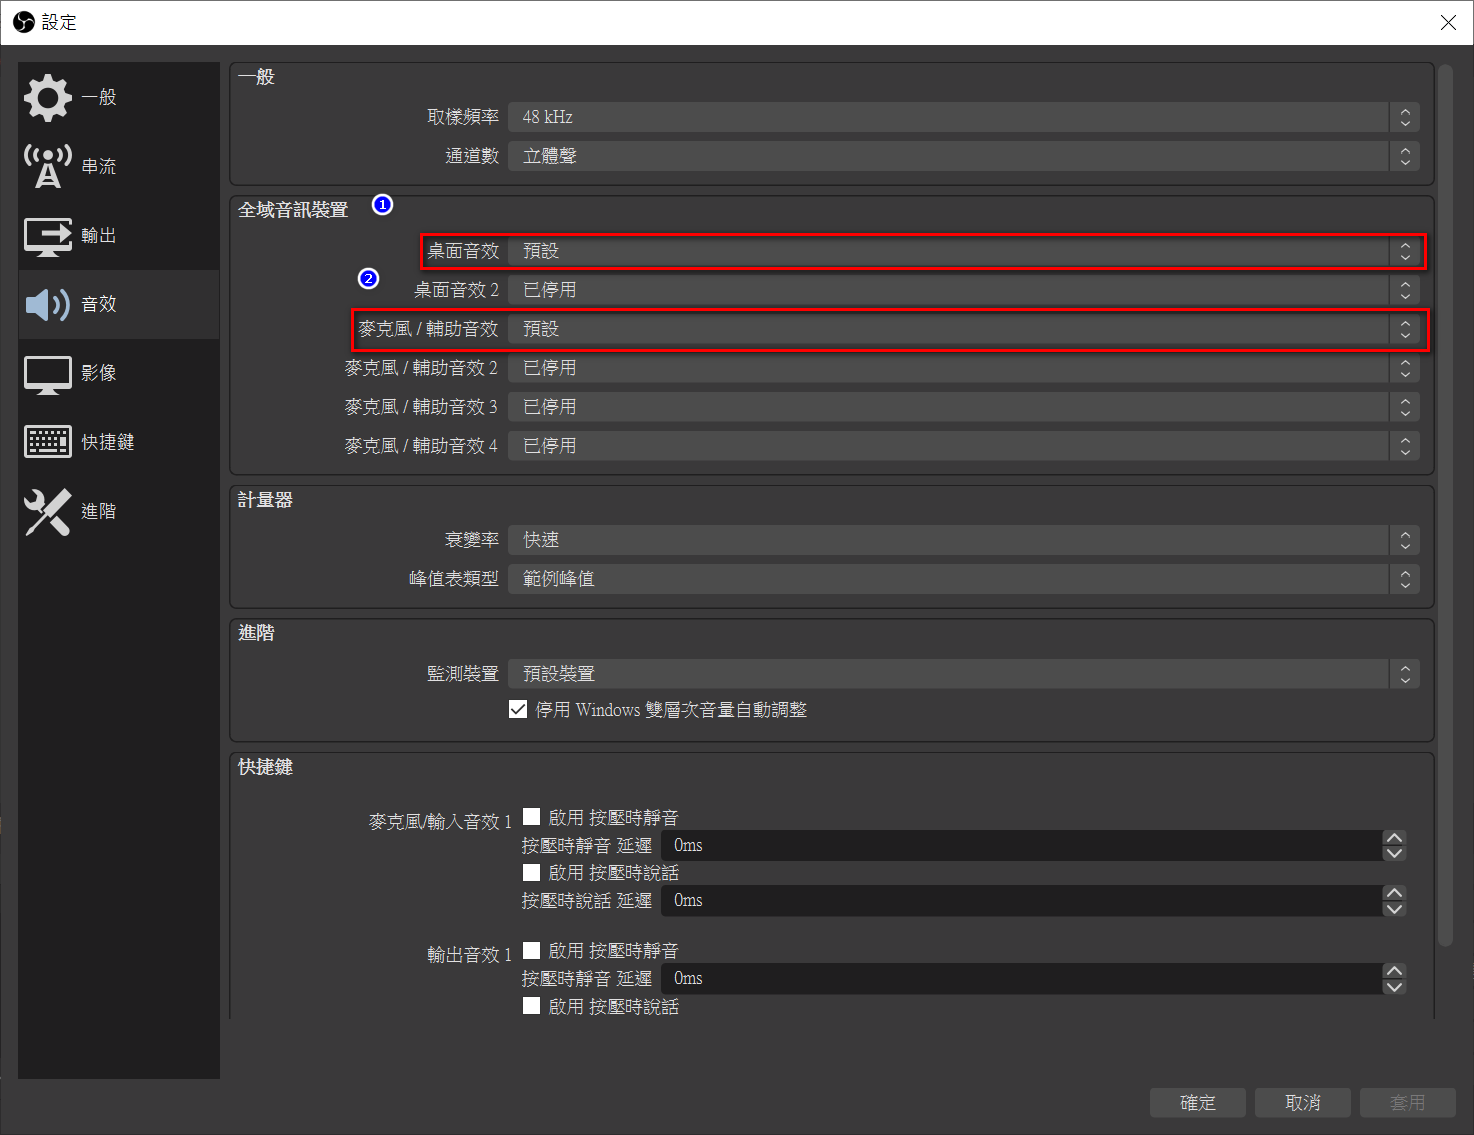 設定
一般
串流
輸出
音效
影像
快捷鍵
進階
一般
取樣頻率 48 kHz
通道數 立體聲
全域音訊裝置 1
桌面音效 預設
2
桌面音效 2 已停用
麥克風 / 輔助音效 預設
麥克風 / 輔助音效 2 已停用
麥克風 / 輔助音效 3 已停用
麥克風 / 輔助音效 4 已停用
計量器
衰變率 快速
峰值表類型 範例峰值
進階
監測裝置 預設裝置
停用 Windows 雙層次音量自動調整
快捷鍵
麥克風/輸入音效 1 啟用 按壓時靜音
按壓時靜音 延遲 0ms
啟用 按壓時說話
按壓時說話 延遲 0ms
輸出音效 1 啟用 按壓時靜音
按壓時靜音 延遲 0ms
啟用 按壓時說話
確定 取消 套用